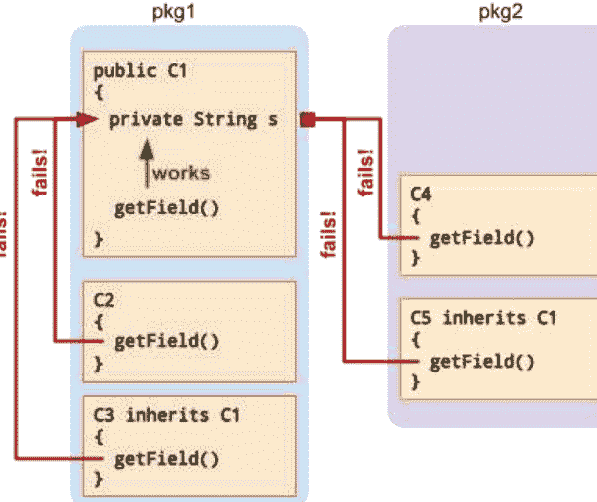 pkg1
pkg2
public C1
{
private String s
works
getField()
}
fails!
fails!
C2
{
getField()
}
C3 inherits C1
{
getField()
}
fails!
fails!
C4
{
getField()
}
C5 inherits C1
{
getField()
}